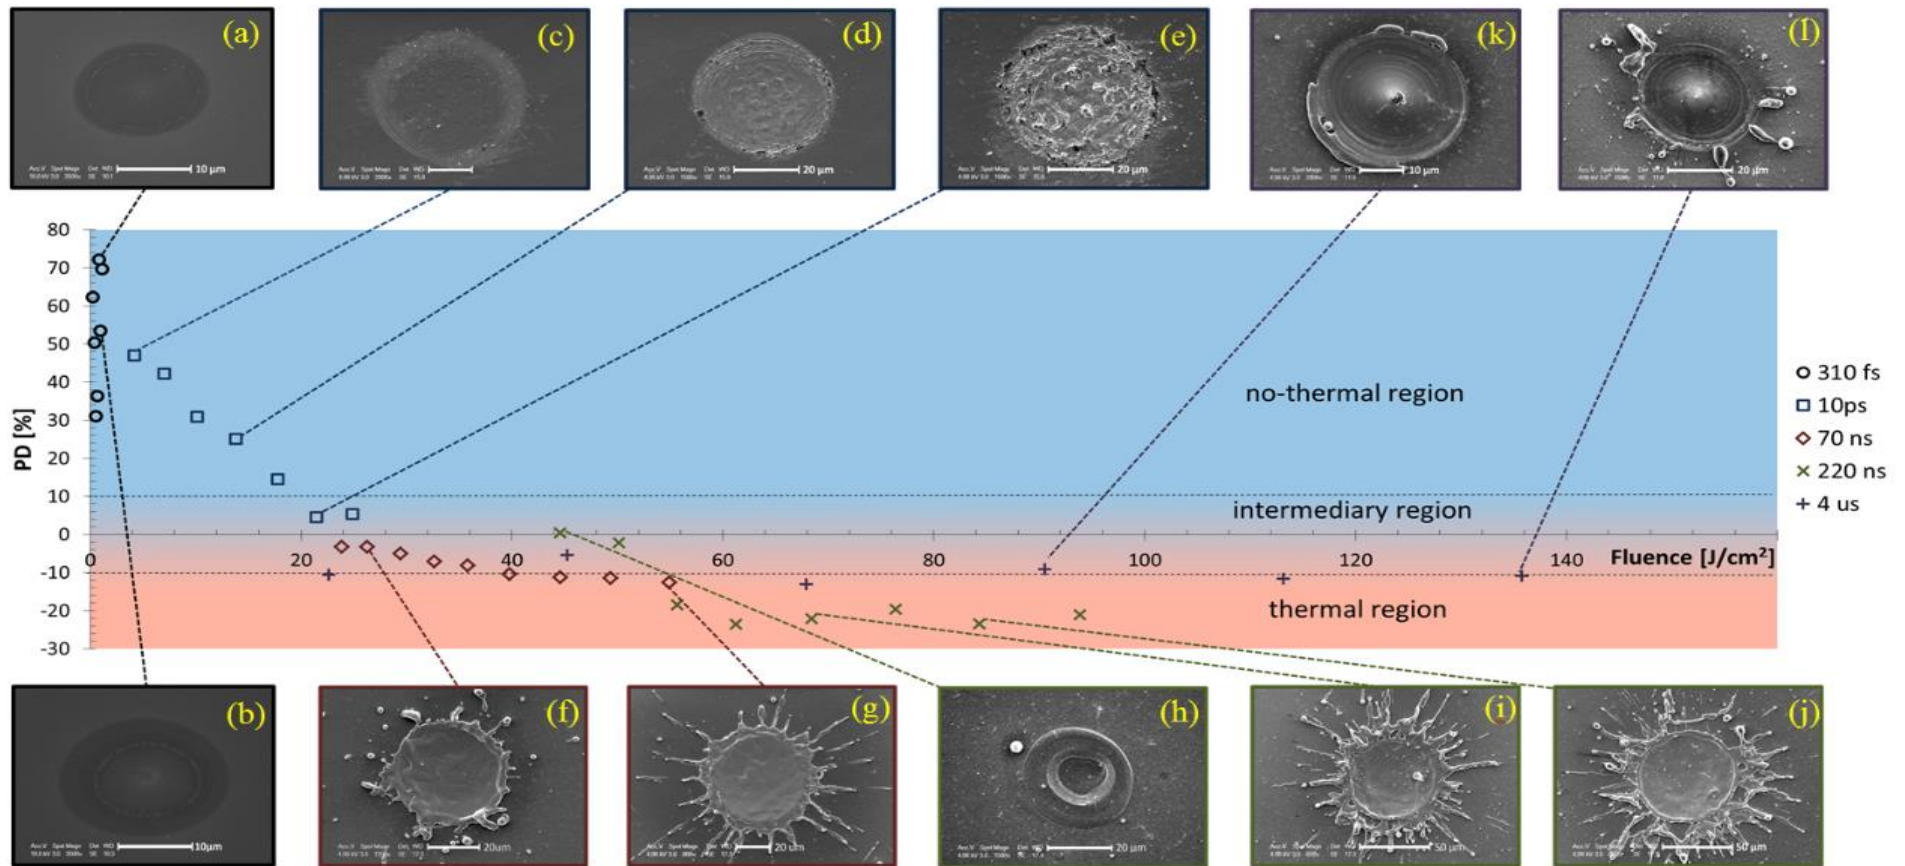 (a)
(c)
(d)
(e)
(k)
(l)
10 µm
20 µm
20 µm
10 µm
20 µm
80
70
60
50
40
30
20
10
0
-10
-20
-30
PD [%]
no-thermal region
intermediary region
thermal region
0
20
40
60
80
100
120
140
Fluence [J/cm²]
310 fs
10ps
70 ns
220 ns
4 us
(b)
(f)
(g)
(h)
(i)
(j)
10µm
20um
20 µm
20 µm
50 µm
50 µm